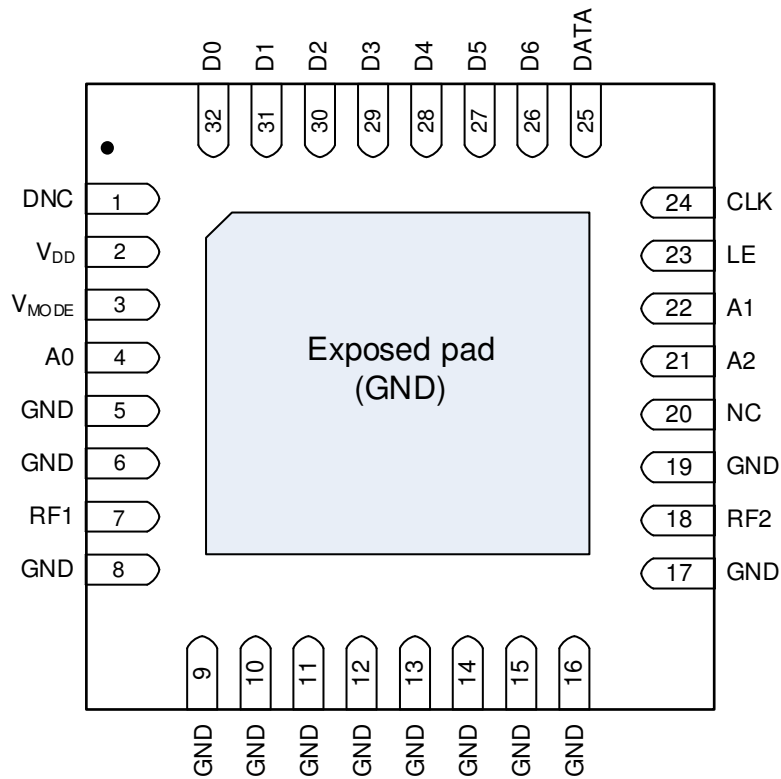 D0 D1 D2 D3 D4 D5 D6 DATA
32 31 30 29 28 27 26 25
DNC 1 24 CLK
VDD 2 23 LE
VMODE 3 22 A1
A0 4 21 A2
GND 5 20 NC
GND 6 19 GND
RF1 7 18 RF2
GND 8 17 GND
Exposed pad
(GND)
9 10 11 12 13 14 15 16
GND GND GND GND GND GND GND GND